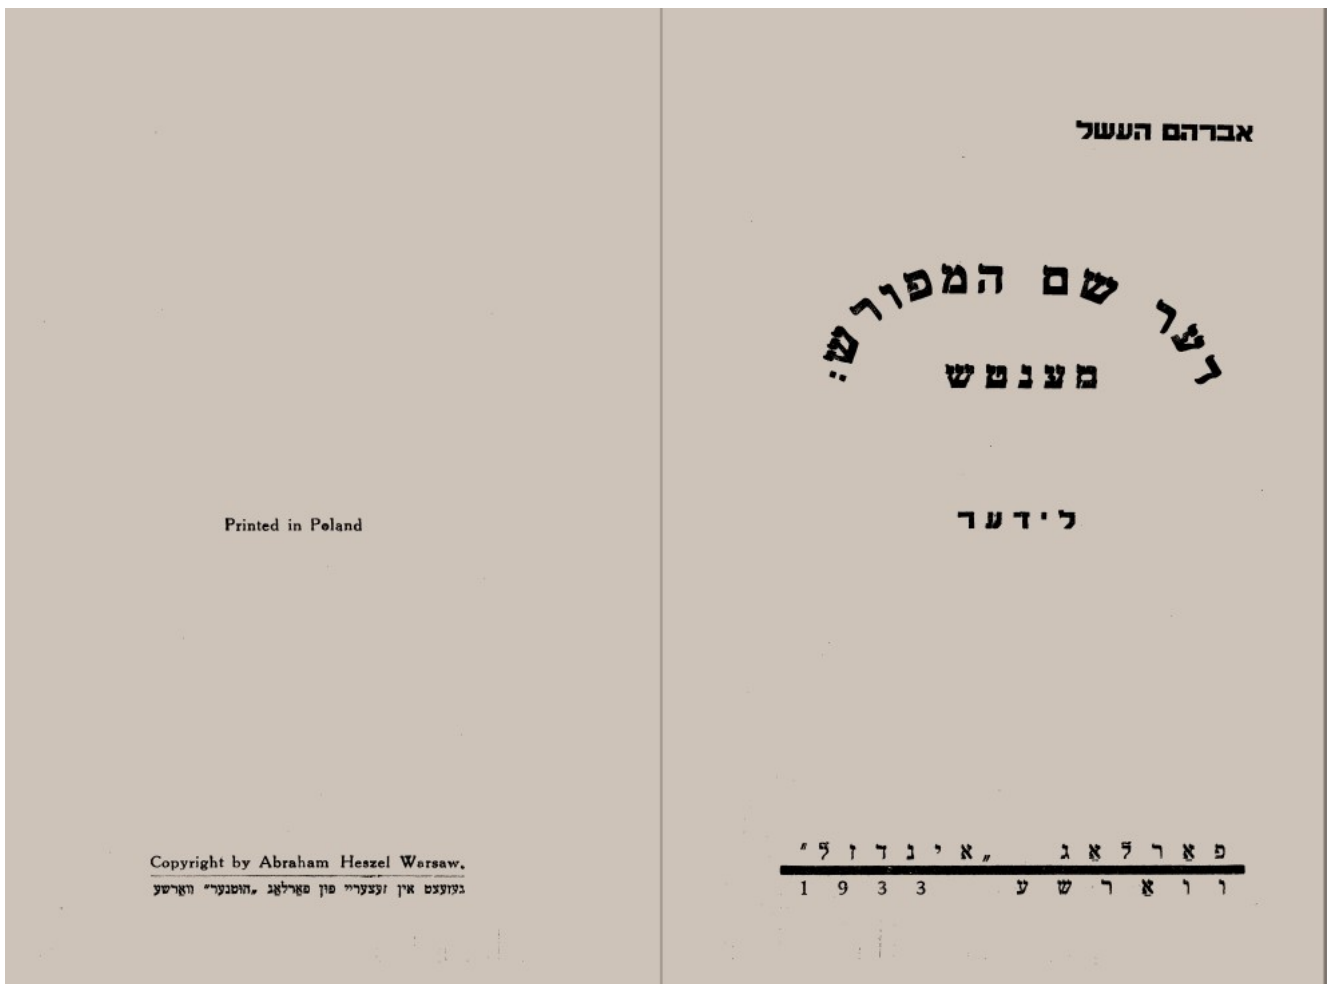 אברהם העשל
דער שם המפורש:
מענטש
לידער
פאַרלאַג „אינדזל״
וואַרשע 1933
Printed in Poland
Copyright by Abraham Heszel Warsaw.
געזעצט אין זעצעריי פון פאַרלאַג „הוטנער״ וואַרשע